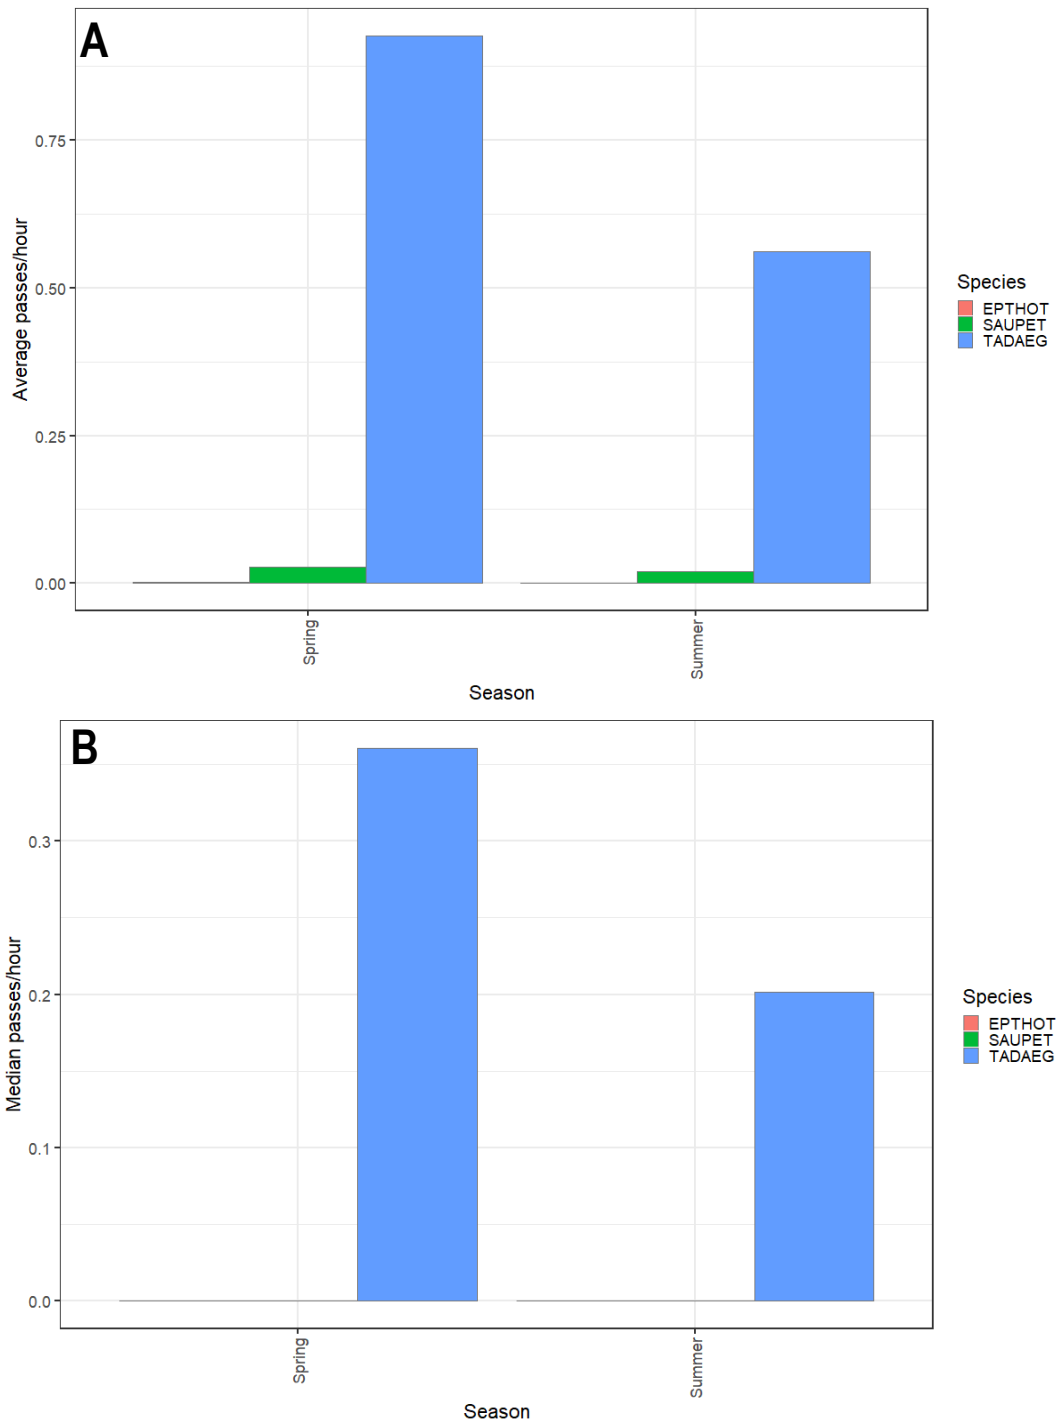 A
0.75
0.50
0.25
0.00
Average passes/hour
Spring
Summer
Season
Species
EPTHOT
SAUPET
TADAEG
B
0.3
0.2
0.1
0.0
Median passes/hour
Spring
Summer
Season
Species
EPTHOT
SAUPET
TADAEG